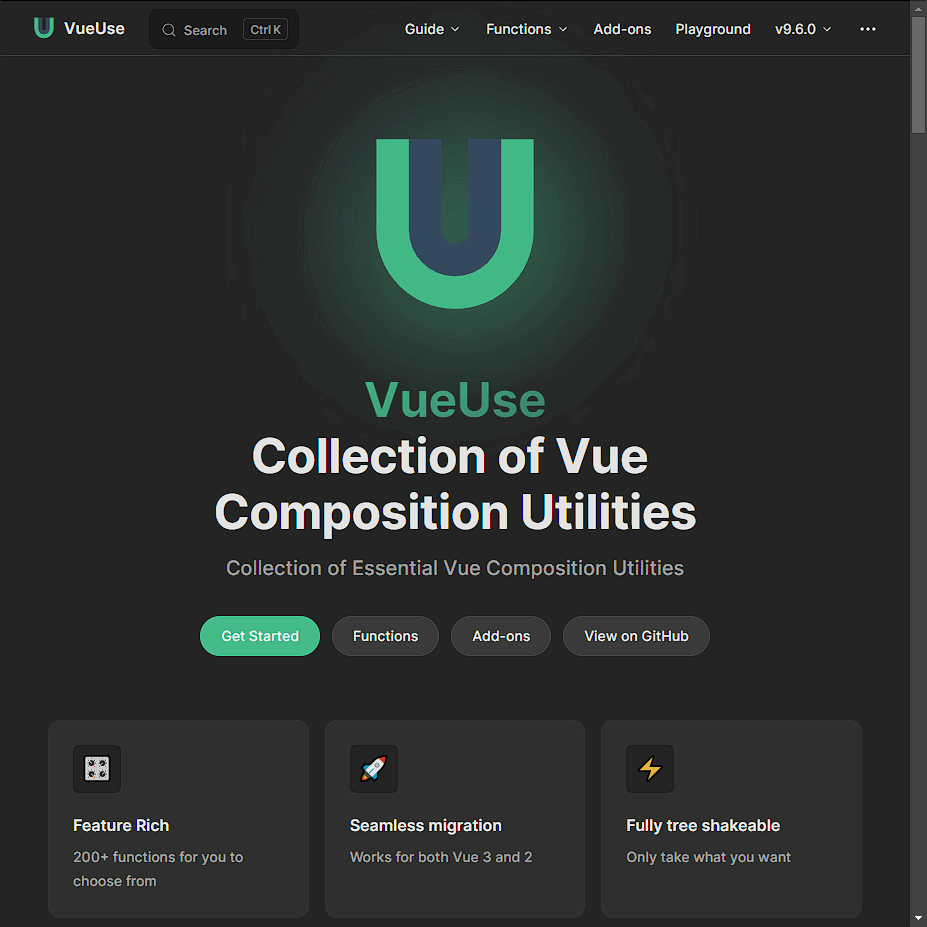 VueUse
Search
Ctrl K
Guide
Functions
Add-ons
Playground
v9.6.0
VueUse
Collection of Vue
Composition Utilities
Collection of Essential Vue Composition Utilities
Get Started
Functions
Add-ons
View on GitHub
Feature Rich
200+ functions for you to
choose from
Seamless migration
Works for both Vue 3 and 2
Fully tree shakeable
Only take what you want